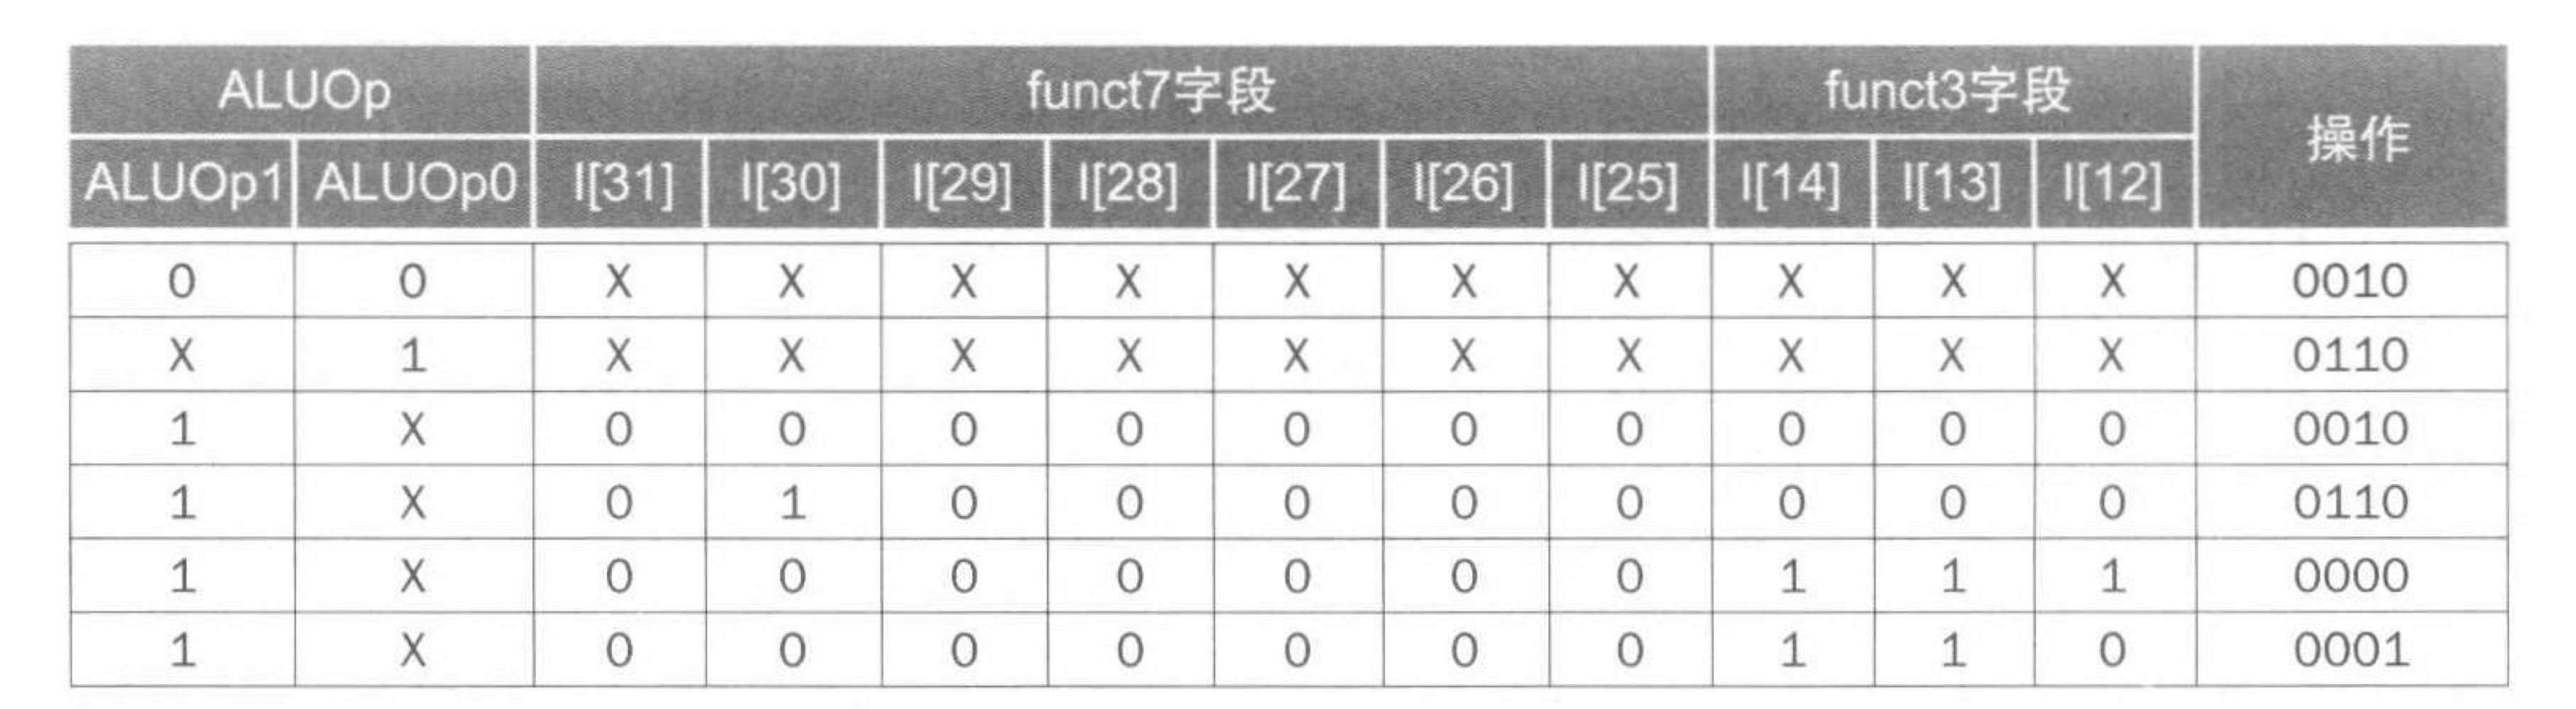 ALUOp funct7字段 funct3字段 操作
ALUOp1 ALUOp0 I[31] I[30] I[29] I[28] I[27] I[26] I[25] I[14] I[13] I[12]
0 0 X X X X X X X X X X 0010
X 1 X X X X X X X X X X 0110
1 X 0 0 0 0 0 0 0 0 0 0 0010
1 X 0 1 0 0 0 0 0 0 0 0 0110
1 X 0 0 0 0 0 0 0 1 1 1 0000
1 X 0 0 0 0 0 0 0 1 1 0 0001